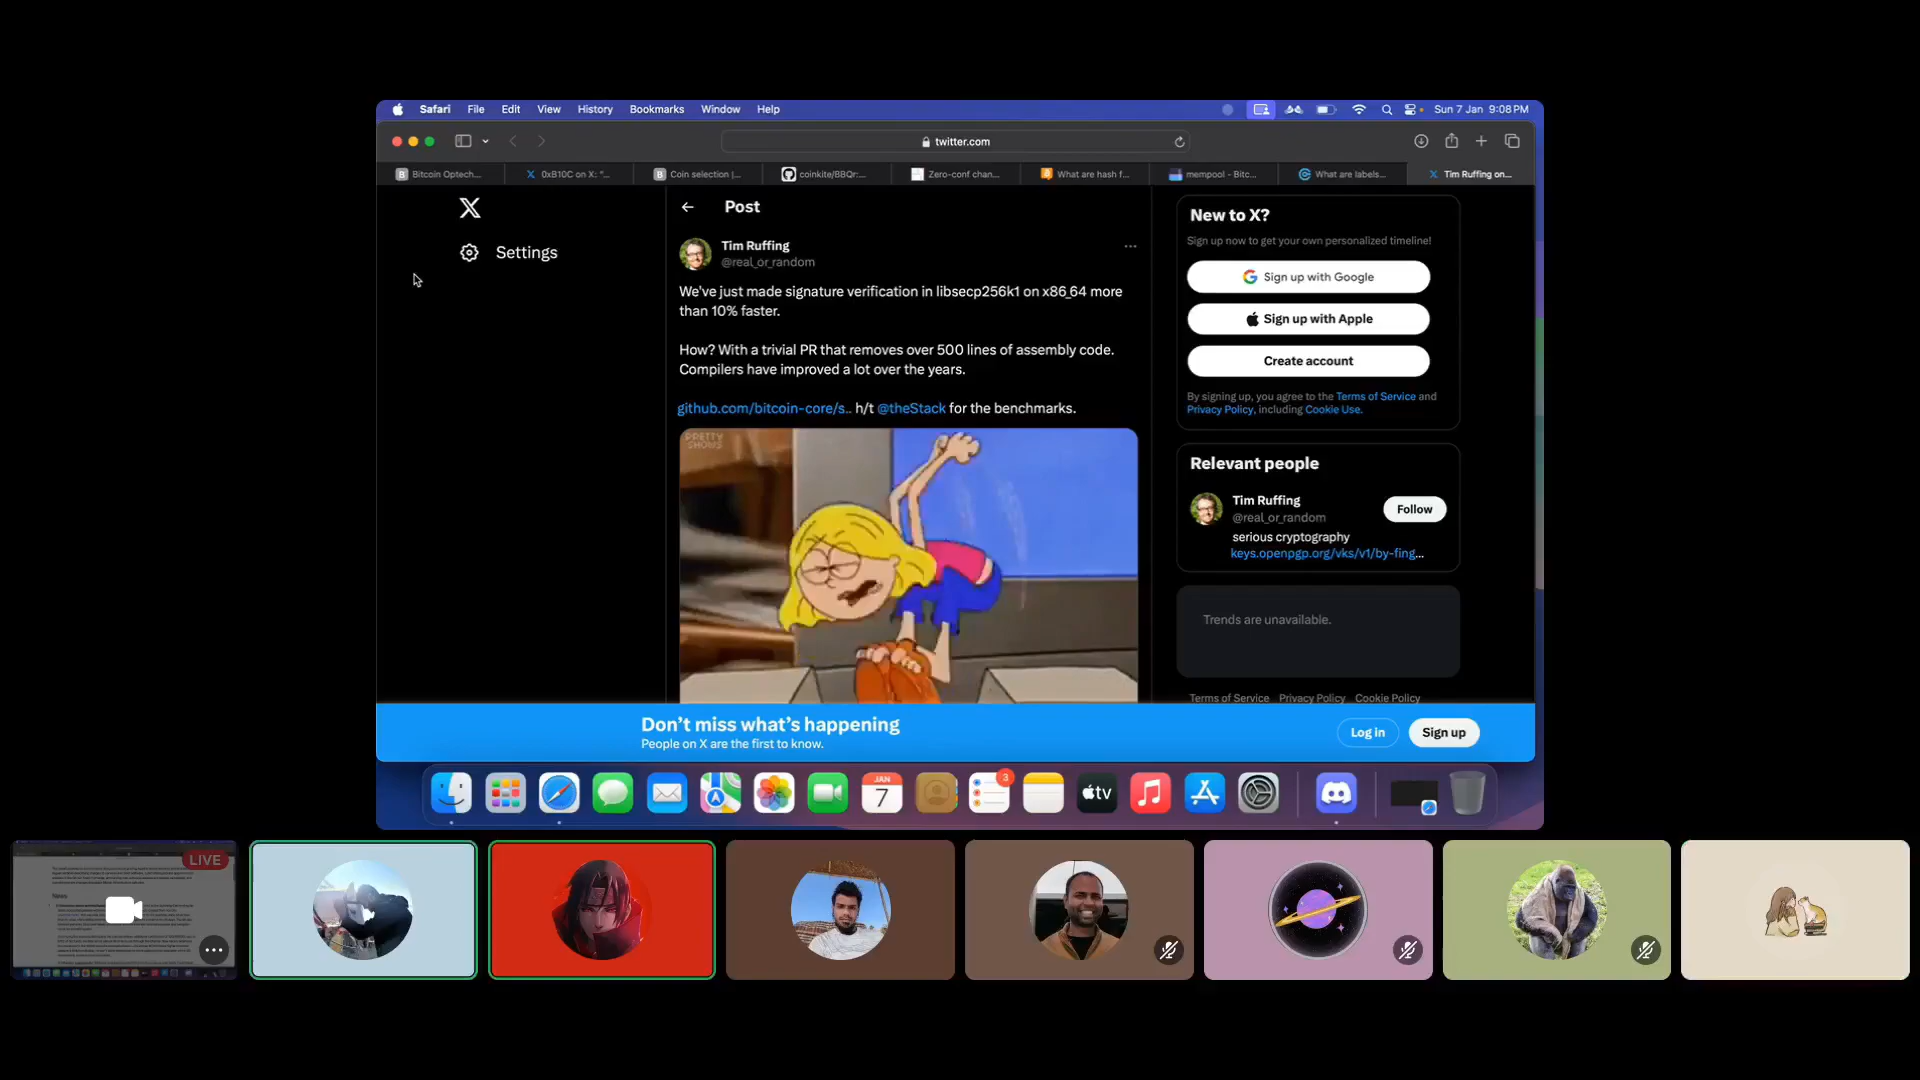 Safari File Edit View History Bookmarks Window Help
Sun 7 Jan 9:08 PM
twitter.com
Bitcoin Optech...
0xB10C on X: "...
Coin selection |...
coinkite/BBQr:...
Zero-conf chan...
What are hash f...
mempool - Bitc...
What are labels...
Tim Ruffing on...
Settings
Post
Tim Ruffing
@real_or_random
We've just made signature verification in libsecp256k1 on x86_64 more
than 10% faster.
How? With a trivial PR that removes over 500 lines of assembly code.
Compilers have improved a lot over the years.
github.com/bitcoin-core/s... h/t @theStack for the benchmarks.
PRETTY
SHOWS
New to X?
Sign up now to get your own personalized timeline!
Sign up with Google
Sign up with Apple
Create account
By signing up, you agree to the Terms of Service and
Privacy Policy, including Cookie Use.
Relevant people
Tim Ruffing
@real_or_random
Follow
serious cryptography
keys.openpgp.org/vks/v1/by-fing...
Trends are unavailable.
Terms of Service Privacy Policy Cookie Policy
Don't miss what's happening
People on X are the first to know.
Log in
Sign up
JAN
7
3
tv
LIVE
News